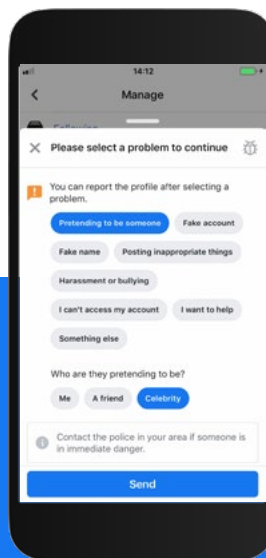 14:12
Manage
Following
Please select a problem to continue
You can report the profile after selecting a
problem.
Pretending to be someone Fake account
Fake name Posting inappropriate things
Harassment or bullying
I can't access my account I want to help
Something else
Who are they pretending to be?
Me A friend Celebrity
Contact the police in your area if someone is
in immediate danger.
Send